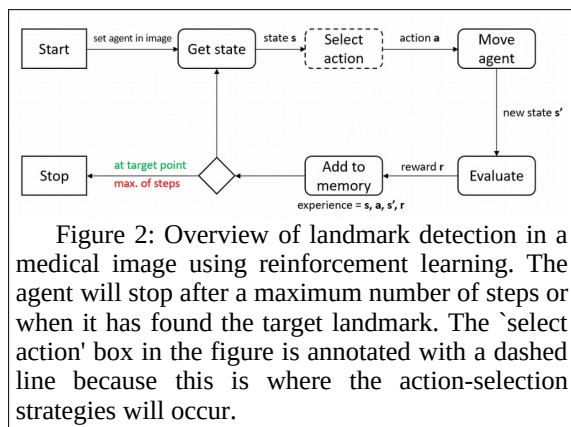 Start
set agent in image
Get state
state s
Select
action
action a
Move
agent
new state s'
Stop
at target point
max. of steps
Add to
memory
reward r
Evaluate
experience = s, a, s', r
Figure 2: Overview of landmark detection in a
medical image using reinforcement learning. The
agent will stop after a maximum number of steps or
when it has found the target landmark. The `select
action' box in the figure is annotated with a dashed
line because this is where the action-selection
strategies will occur.